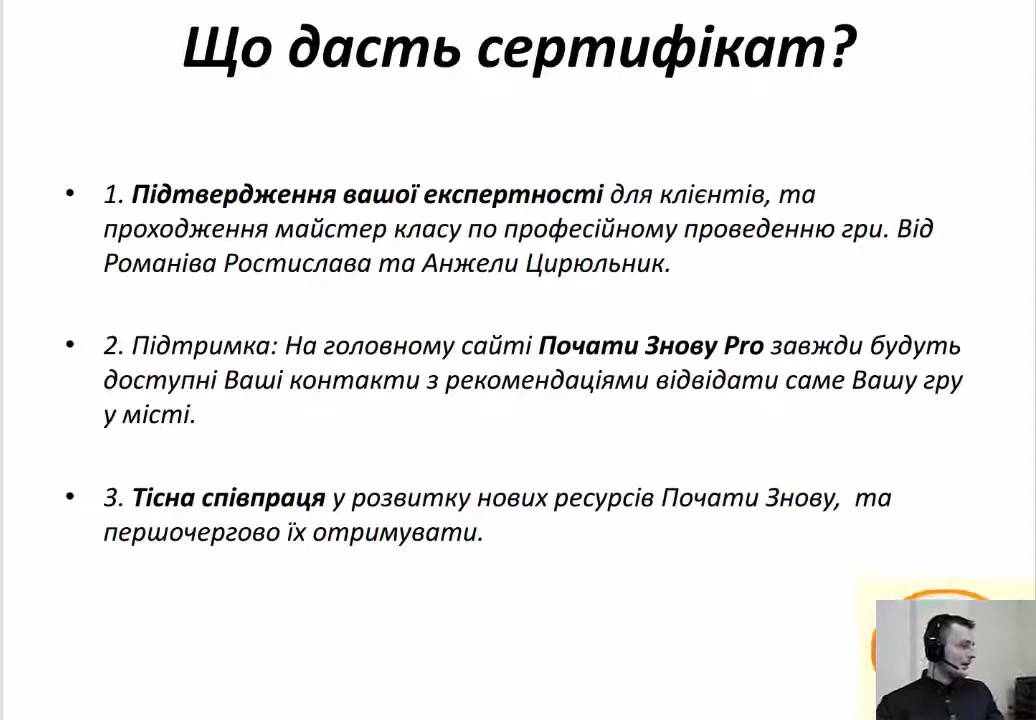 Що дасть сертифікат?
• 1. Підтвердження вашої експертності для клієнтів, та
проходження майстер класу по професійному проведенню гри. Від
Романіва Ростислава та Анжели Цирюльник.
• 2. Підтримка: На головному сайті Почати Знову Pro завжди будуть
доступні Ваші контакти з рекомендаціями відвідати саме Вашу гру
у місті.
• 3. Тісна співпраця у розвитку нових ресурсів Почати Знову, та
першочергово їх отримувати.